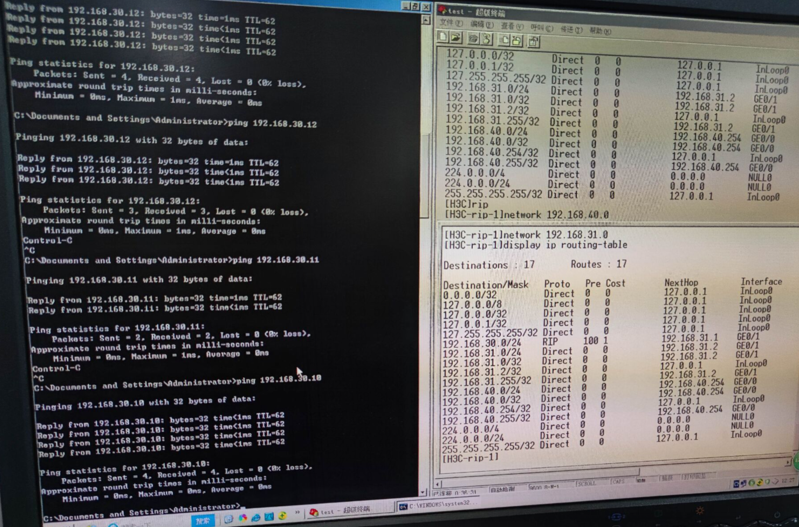 Reply from 192.168.30.12: bytes=32 time=1ms TTL=62
Reply from 192.168.30.12: bytes=32 time<1ms TTL=62
Reply from 192.168.30.12: bytes=32 time<1ms TTL=62
Reply from 192.168.30.12: bytes=32 time<1ms TTL=62
Ping statistics for 192.168.30.12:
Packets: Sent = 4, Received = 4, Lost = 0 (0% loss),
Approximate round trip times in milli-seconds:
Minimum = 0ms, Maximum = 1ms, Average = 0ms
C:\Documents and Settings\Administrator>ping 192.168.30.12
Pinging 192.168.30.12 with 32 bytes of data:
Reply from 192.168.30.12: bytes=32 time=1ms TTL=62
Reply from 192.168.30.12: bytes=32 time<1ms TTL=62
Reply from 192.168.30.12: bytes=32 time<1ms TTL=62
Ping statistics for 192.168.30.12:
Packets: Sent = 3, Received = 3, Lost = 0 (0% loss),
Approximate round trip times in milli-seconds:
Minimum = 0ms, Maximum = 1ms, Average = 0ms
Control-C
^C
C:\Documents and Settings\Administrator>ping 192.168.30.11
Pinging 192.168.30.11 with 32 bytes of data:
Reply from 192.168.30.11: bytes=32 time=1ms TTL=62
Reply from 192.168.30.11: bytes=32 time<1ms TTL=62
Ping statistics for 192.168.30.11:
Packets: Sent = 2, Received = 2, Lost = 0 (0% loss),
Approximate round trip times in milli-seconds:
Minimum = 0ms, Maximum = 1ms, Average = 0ms
Control-C
^C
C:\Documents and Settings\Administrator>ping 192.168.30.10
Pinging 192.168.30.10 with 32 bytes of data:
Reply from 192.168.30.10: bytes=32 time<1ms TTL=62
Reply from 192.168.30.10: bytes=32 time<1ms TTL=62
Reply from 192.168.30.10: bytes=32 time<1ms TTL=62
Reply from 192.168.30.10: bytes=32 time<1ms TTL=62
Ping statistics for 192.168.30.10:
Packets: Sent = 4, Received = 4, Lost = 0 (0% loss),
Approximate round trip times in milli-seconds:
Minimum = 0ms, Maximum = 0ms, Average = 0ms
C:\Documents and Settings\Administrator>_
test - 超级终端
文件(F) 编辑(E) 查看(V) 呼叫(C) 传送(T) 帮助(H)
127.0.0.0/32 Direct 0 0 127.0.0.1 InLoop0
127.0.0.1/32 Direct 0 0 127.0.0.1 InLoop0
127.255.255.255/32 Direct 0 0 127.0.0.1 InLoop0
192.168.31.0/24 Direct 0 0 192.168.31.2 GE0/1
192.168.31.0/32 Direct 0 0 192.168.31.2 GE0/1
192.168.31.2/32 Direct 0 0 127.0.0.1 InLoop0
192.168.31.255/32 Direct 0 0 192.168.31.2 GE0/1
192.168.40.0/24 Direct 0 0 192.168.40.254 GE0/0
192.168.40.0/32 Direct 0 0 192.168.40.254 GE0/0
192.168.40.254/32 Direct 0 0 127.0.0.1 InLoop0
192.168.40.255/32 Direct 0 0 192.168.40.254 GE0/0
224.0.0.0/4 Direct 0 0 0.0.0.0 NULL0
224.0.0.0/24 Direct 0 0 0.0.0.0 NULL0
255.255.255.255/32 Direct 0 0 127.0.0.1 InLoop0
[H3C]rip
[H3C-rip-1]network 192.168.40.0
[H3C-rip-1]network 192.168.31.0
[H3C-rip-1]display ip routing-table
Destinations : 17 Routes : 17
Destination/Mask Proto Pre Cost NextHop Interface
0.0.0.0/32 Direct 0 0 127.0.0.1 InLoop0
127.0.0.0/8 Direct 0 0 127.0.0.1 InLoop0
127.0.0.0/32 Direct 0 0 127.0.0.1 InLoop0
127.0.0.1/32 Direct 0 0 127.0.0.1 InLoop0
127.255.255.255/32 Direct 0 0 127.0.0.1 InLoop0
192.168.30.0/24 RIP 100 1 192.168.31.1 GE0/1
192.168.31.0/24 Direct 0 0 192.168.31.2 GE0/1
192.168.31.0/32 Direct 0 0 192.168.31.2 GE0/1
192.168.31.2/32 Direct 0 0 127.0.0.1 InLoop0
192.168.31.255/32 Direct 0 0 192.168.31.2 GE0/1
192.168.40.0/24 Direct 0 0 192.168.40.254 GE0/0
192.168.40.0/32 Direct 0 0 192.168.40.254 GE0/0
192.168.40.254/32 Direct 0 0 127.0.0.1 InLoop0
192.168.40.255/32 Direct 0 0 192.168.40.254 GE0/0
224.0.0.0/4 Direct 0 0 0.0.0.0 NULL0
224.0.0.0/24 Direct 0 0 0.0.0.0 NULL0
255.255.255.255/32 Direct 0 0 127.0.0.1 InLoop0
[H3C-rip-1]
搜索
test - 超级终端
C:\WINDOWS\system32